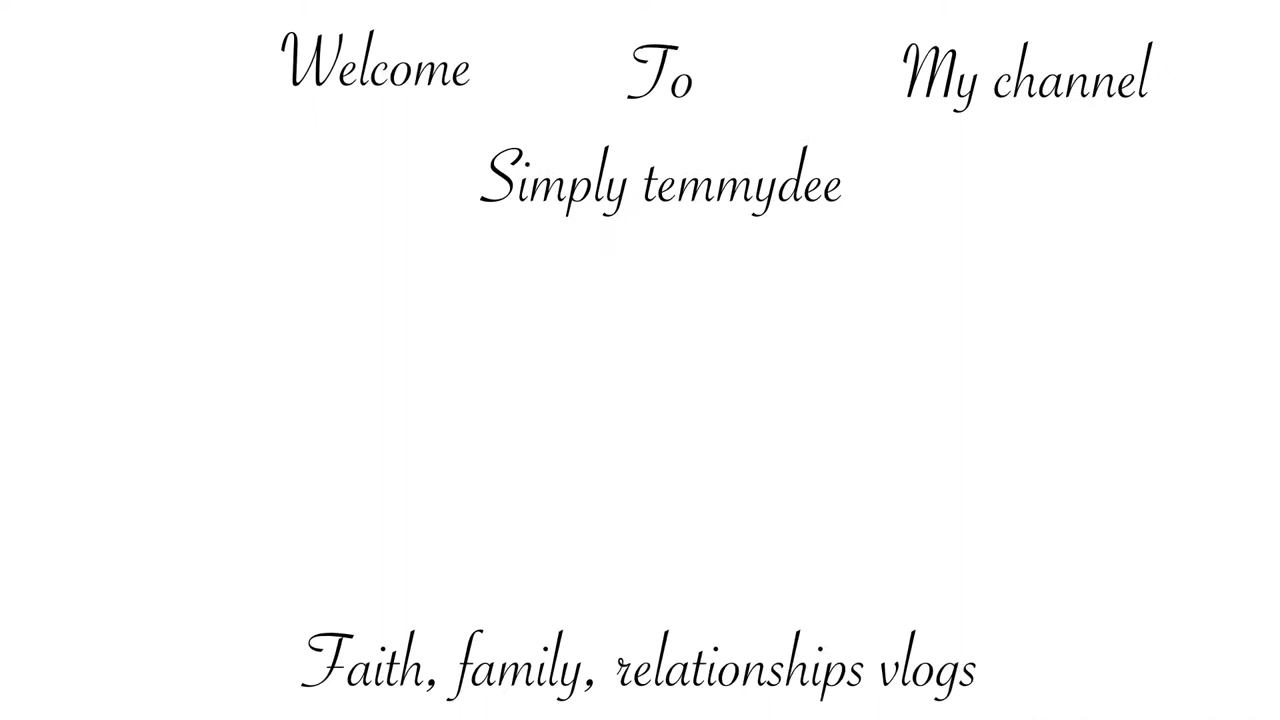 Welcome To My channel
Simply temmydee
Faith, family, relationships vlogs